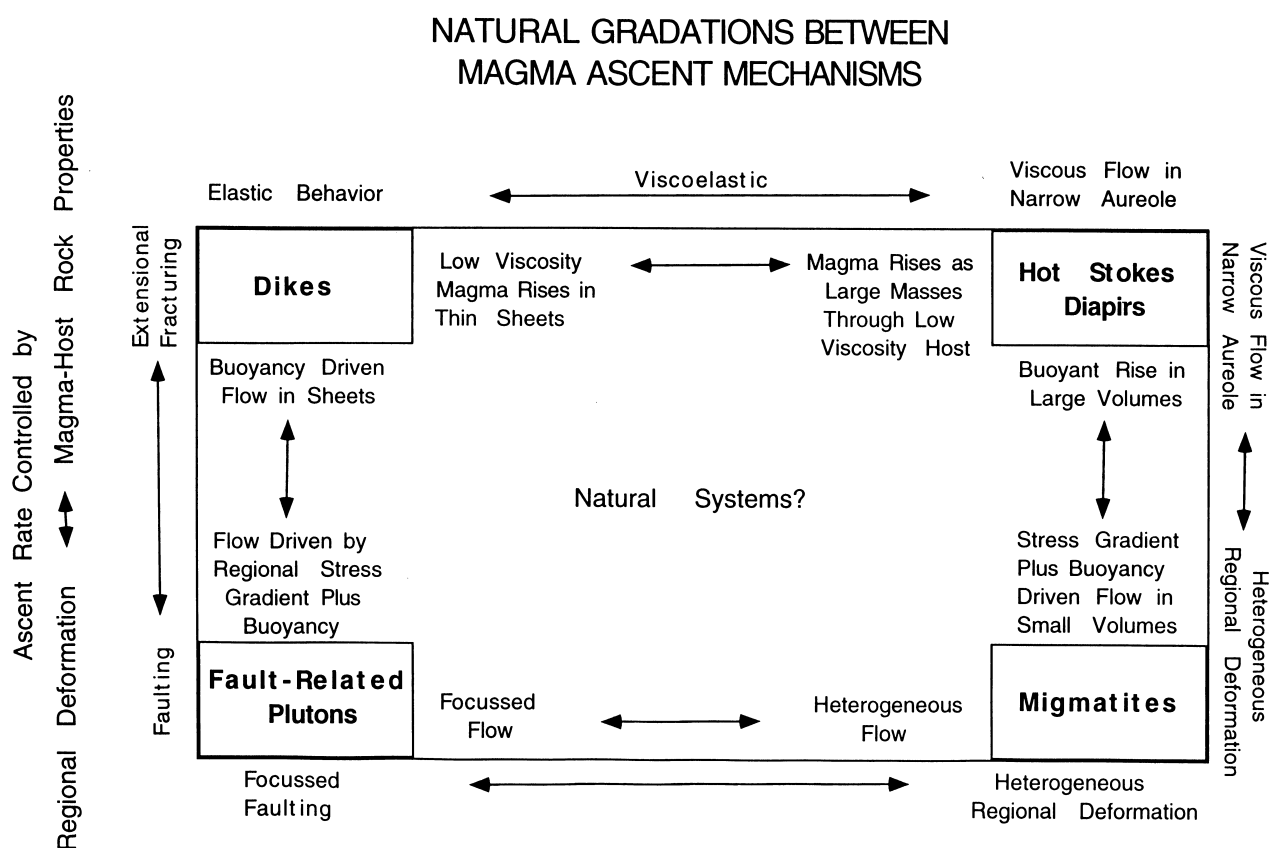 NATURAL GRADATIONS BETWEEN
MAGMA ASCENT MECHANISMS
Elastic Behavior
Viscoelastic
Viscous Flow in
Narrow Aureole
Ascent Rate Controlled by
Regional Deformation
Magma-Host Rock Properties
Extensional
Fracturing
Faulting
Dikes
Low Viscosity
Magma Rises in
Thin Sheets
Magma Rises as
Large Masses
Through Low
Viscosity Host
Hot Stokes
Diapirs
Viscous Flow in
Narrow Aureole
Buoyancy Driven
Flow in Sheets
Buoyant Rise in
Large Volumes
Natural Systems?
Flow Driven by
Regional Stress
Gradient Plus
Buoyancy
Stress Gradient
Plus Buoyancy
Driven Flow in
Small Volumes
Heterogeneous
Regional Deformation
Fault-Related
Plutons
Focussed
Flow
Heterogeneous
Flow
Migmatites
Focussed
Faulting
Heterogeneous
Regional Deformation